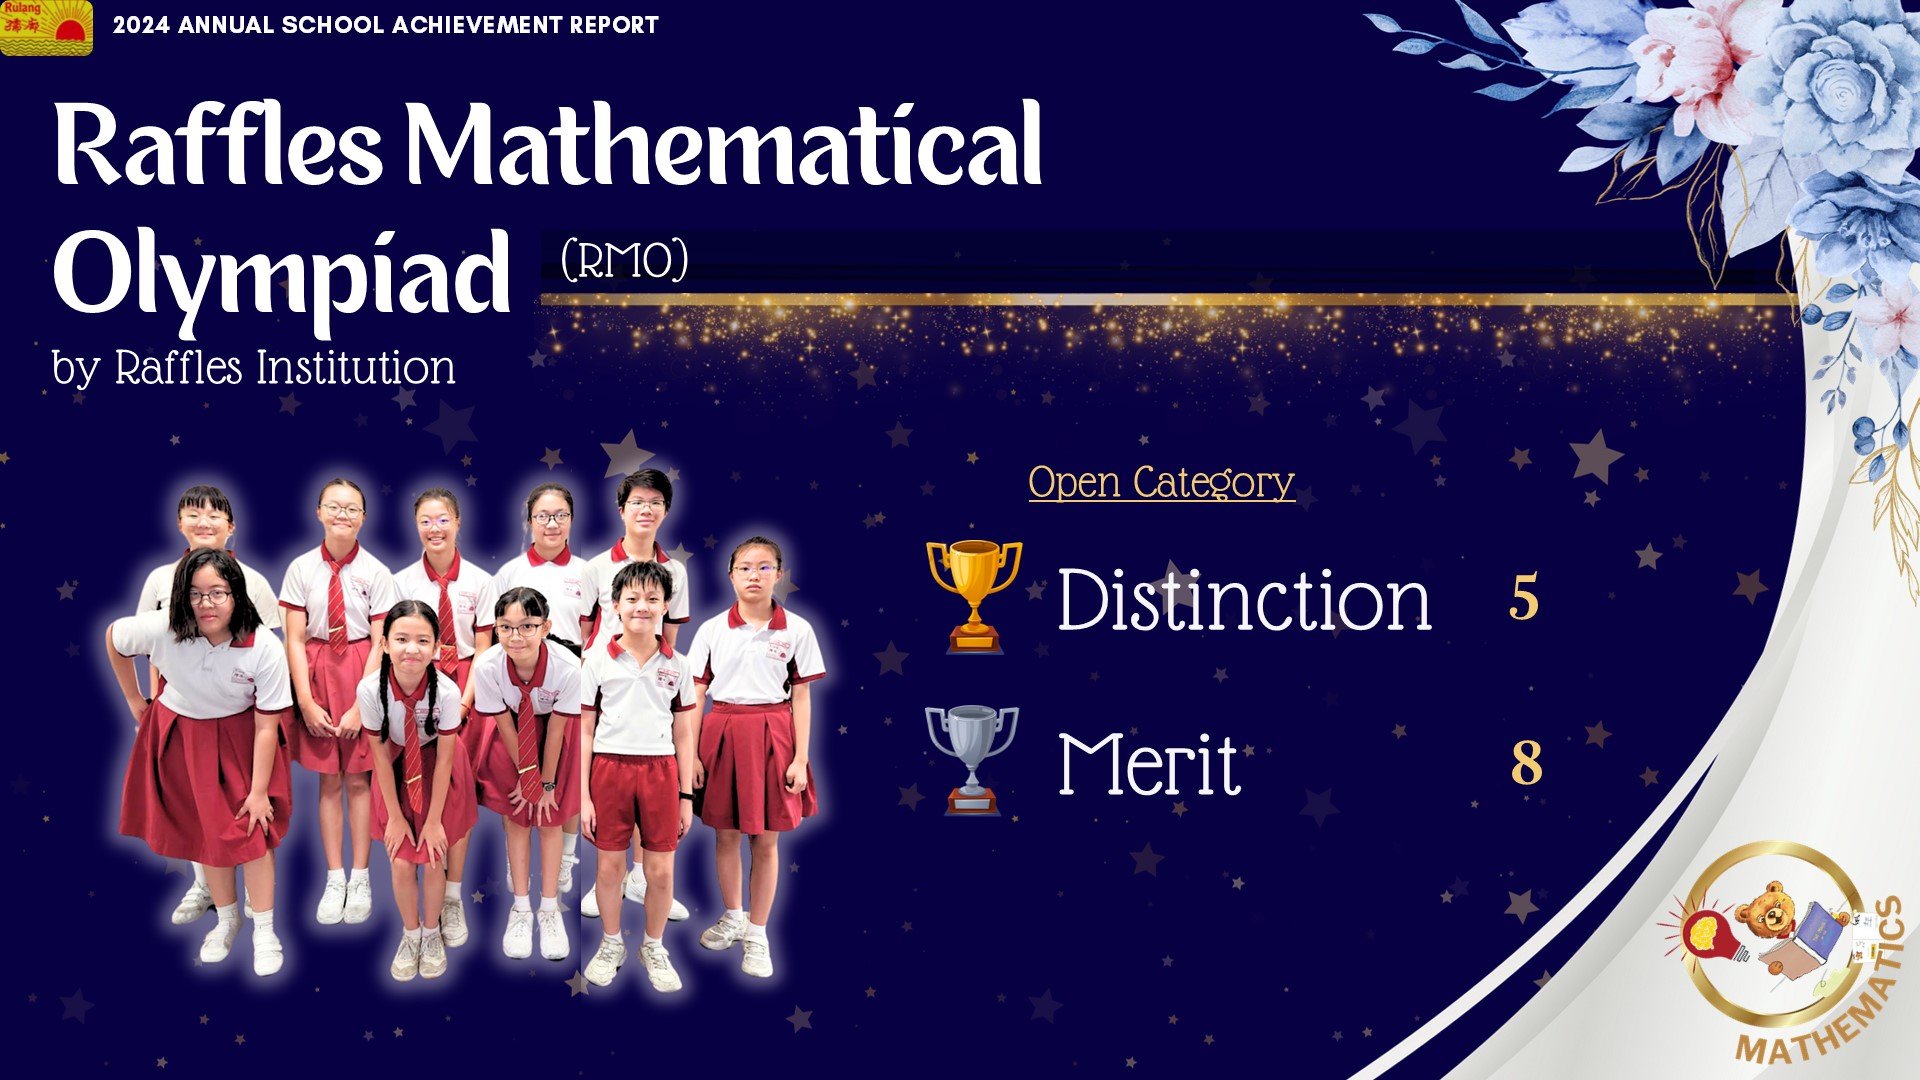 Rulang
2024 ANNUAL SCHOOL ACHIEVEMENT REPORT
Raffles Mathematical
Olympiad (RMO)
by Raffles Institution
Open Category
Distinction 5
Merit 8
MATHEMATICS